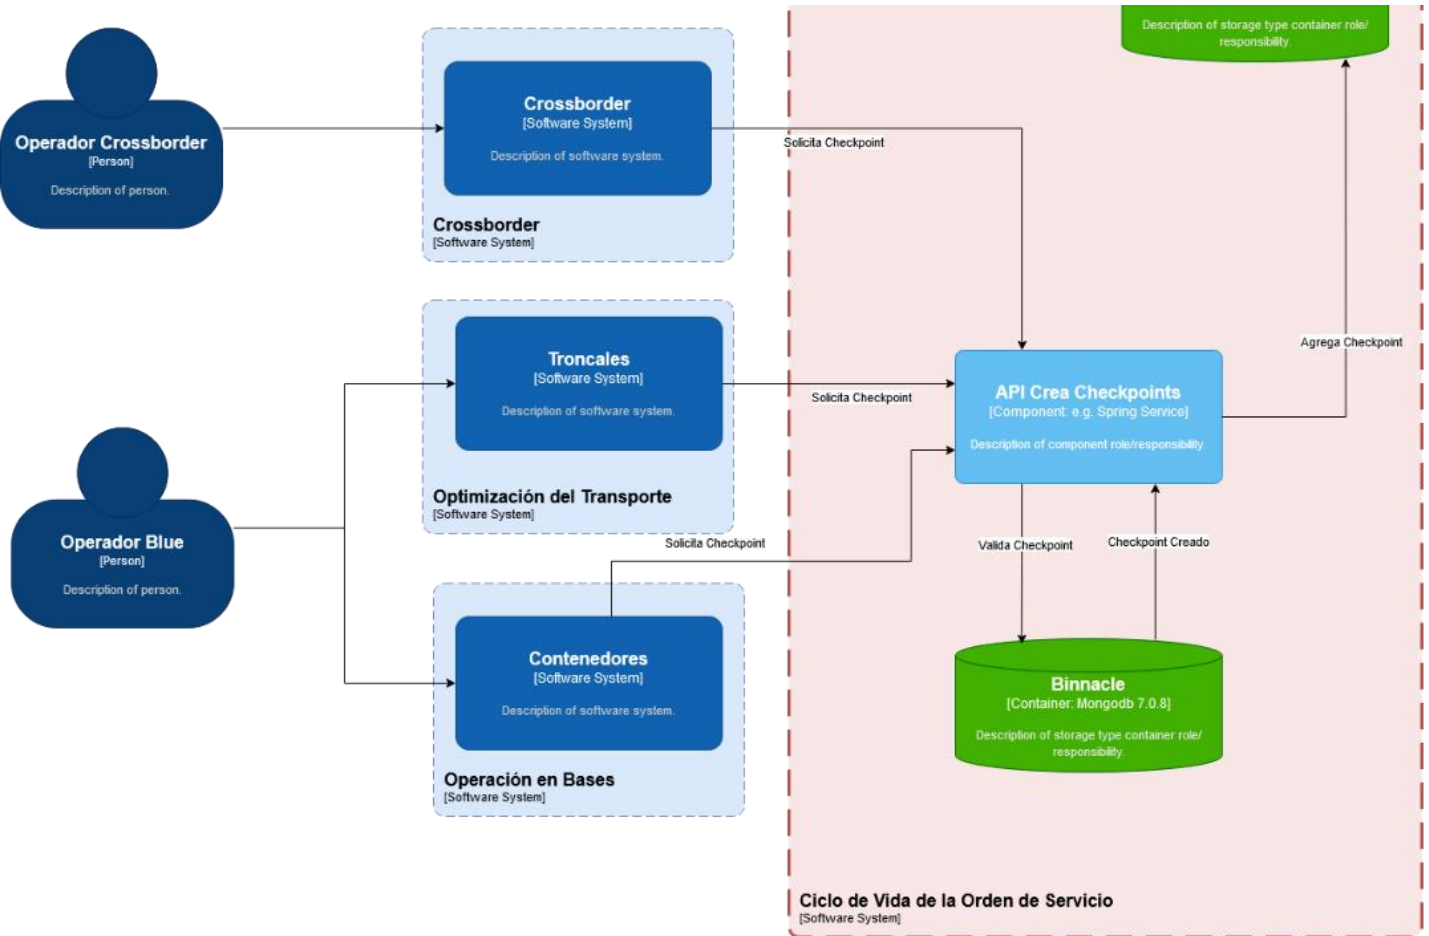 Description of storage type container role/
responsibility.
Operador Crossborder
[Person]
Description of person.
Crossborder
[Software System]
Description of software system.
Crossborder
[Software System]
Solicita Checkpoint
Agrega Checkpoint
Troncales
[Software System]
Description of software system.
Optimización del Transporte
[Software System]
Solicita Checkpoint
API Crea Checkpoints
[Component: e.g. Spring Service]
Description of component role/responsibility.
Operador Blue
[Person]
Description of person.
Solicita Checkpoint
Valida Checkpoint
Checkpoint Creado
Contenedores
[Software System]
Description of software system.
Operación en Bases
[Software System]
Binnacle
[Container: Mongodb 7.0.8]
Description of storage type container role/
responsibility.
Ciclo de Vida de la Orden de Servicio
[Software System]